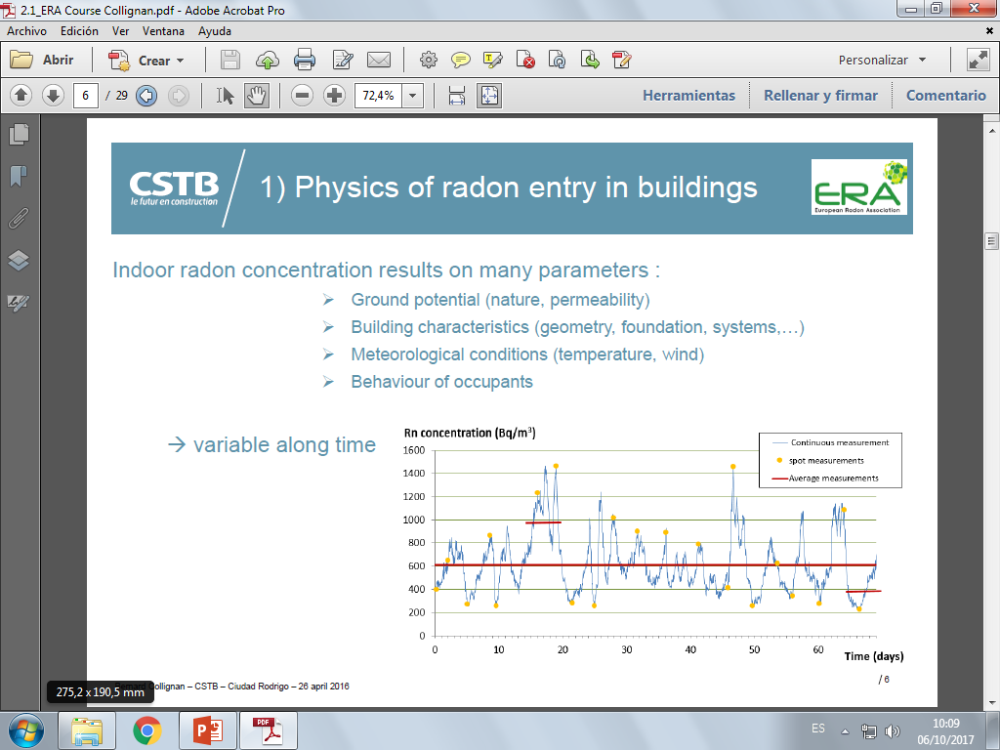 2.1_ERA Course Collignan.pdf - Adobe Acrobat Pro
Archivo Edición Ver Ventana Ayuda
Abrir Crear Personalizar
6 / 29 72,4% Herramientas Rellenar y firmar Comentario
CSTB
le futur en construction
1) Physics of radon entry in buildings
ERA
European Radon Association
Indoor radon concentration results on many parameters :
Ground potential (nature, permeability)
Building characteristics (geometry, foundation, systems,…)
Meteorological conditions (temperature, wind)
Behaviour of occupants
→ variable along time
Rn concentration (Bq/m³)
Continuous measurement
spot measurements
Average measurements
1600
1400
1200
1000
800
600
400
200
0
0 10 20 30 40 50 60
Time (days)
/ 6
Collignan – CSTB – Ciudad Rodrigo – 26 april 2016
275,2 x 190,5 mm
ES
10:09
06/10/2017